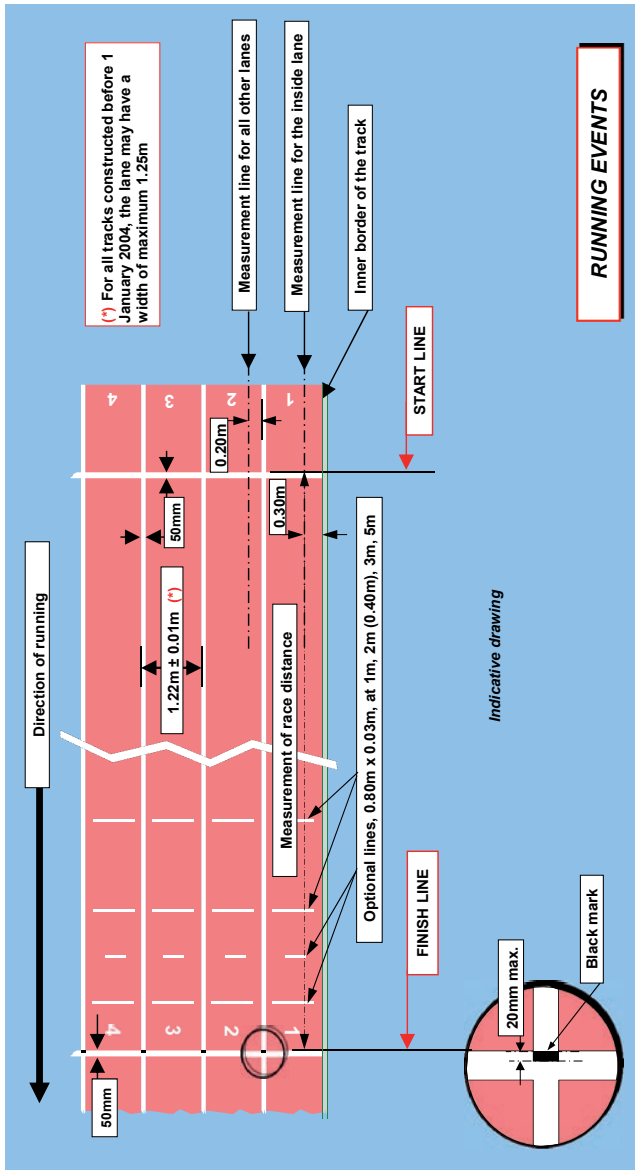 Direction of running
(*) For all tracks constructed before 1
January 2004, the lane may have a
width of maximum 1.25m
50mm
1.22m ± 0.01m (*)
50mm
0.20m
Measurement line for all other lanes
Measurement line for the inside lane
Inner border of the track
4
3
2
1
4
3
2
1
Measurement of race distance
0.30m
Optional lines, 0.80m x 0.03m, at 1m, 2m (0.40m), 3m, 5m
FINISH LINE
START LINE
20mm max.
Black mark
Indicative drawing
RUNNING EVENTS